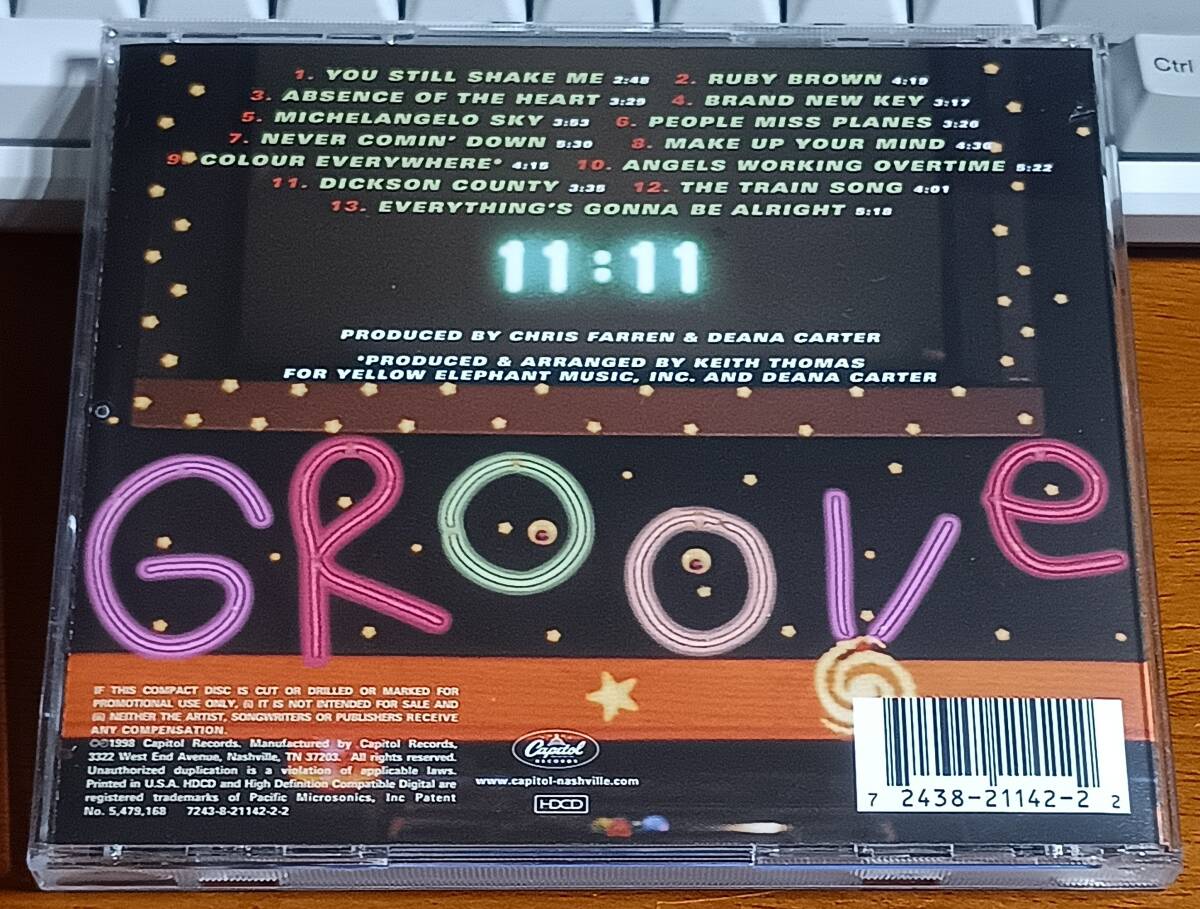 Ctrl
1. YOU STILL SHAKE ME 2:48 2. RUBY BROWN 4:19
3. ABSENCE OF THE HEART 3:29 4. BRAND NEW KEY 3:17
5. MICHELANGELO SKY 3:53 6. PEOPLE MISS PLANES 3:26
7. NEVER COMIN' DOWN 5:30 8. MAKE UP YOUR MIND 4:36
9. COLOUR EVERYWHERE* 4:15 10. ANGELS WORKING OVERTIME 5:22
11. DICKSON COUNTY 3:35 12. THE TRAIN SONG 4:01
13. EVERYTHING'S GONNA BE ALRIGHT 5:18
11:11
PRODUCED BY CHRIS FARREN & DEANA CARTER
*PRODUCED & ARRANGED BY KEITH THOMAS
FOR YELLOW ELEPHANT MUSIC, INC. AND DEANA CARTER
GROOVe
IF THIS COMPACT DISC IS CUT OR DRILLED OR MARKED FOR
PROMOTIONAL USE ONLY, (i) IT IS NOT INTENDED FOR SALE AND
(ii) NEITHER THE ARTIST, SONGWRITERS OR PUBLISHERS RECEIVE
ANY COMPENSATION.
℗©1998 Capitol Records. Manufactured by Capitol Records,
3322 West End Avenue, Nashville, TN 37203. All rights reserved.
Unauthorized duplication is a violation of applicable laws.
Printed in U.S.A. HDCD and High Definition Compatible Digital are
registered trademarks of Pacific Microsonics, Inc Patent
No. 5,479,168 7243-8-21142-2-2
Capitol
RECORDS
www.capitol-nashville.com
HDCD
7 2438-21142-2 2